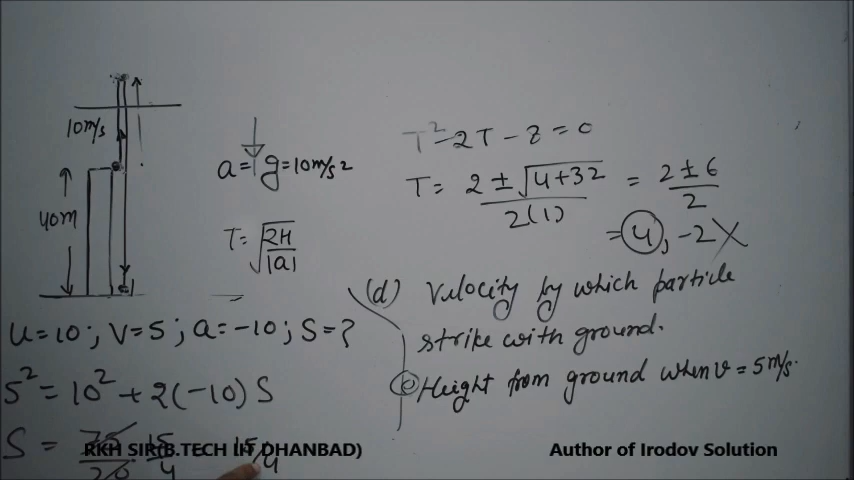 10m/s
40m
a = g = 10m/s2
T = √2H/|a|
T² - 2T - 8 = 0
T = 2 ± √4+32 / 2(1) = 2 ± 6 / 2
= 4, -2 X
(d) Velocity by which particle
strike with ground.
(e) Height from ground when v = 5m/s.
u = 10 ; V = 5 ; a = -10 ; S = ?
5² = 10² + 2(-10) S
S = 75/20 15/4 15/4
RKH SIR(B.TECH IIT DHANBAD)
Author of Irodov Solution